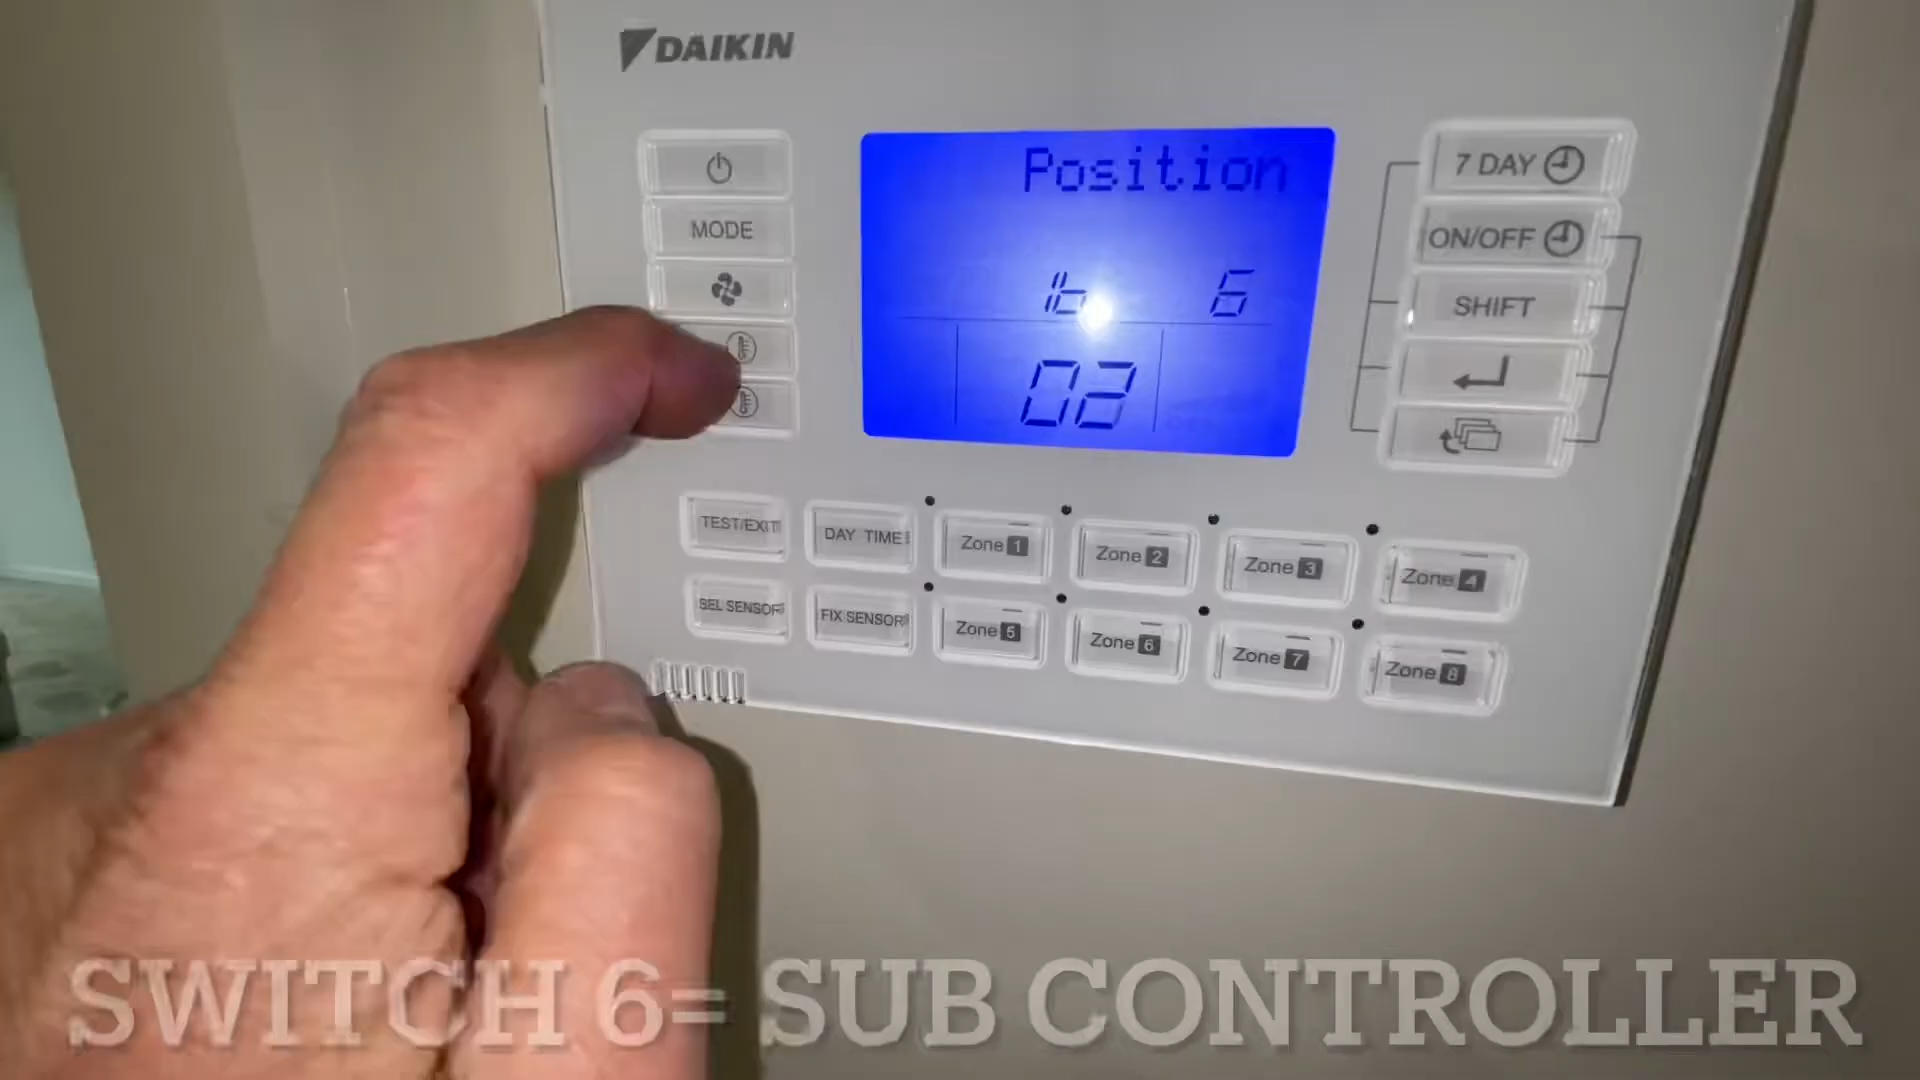 DAIKIN
Position
1b 6
02
MODE
7 DAY
ON/OFF
SHIFT
TEST/EXIT
DAY TIME
Zone 1
Zone 2
Zone 3
Zone 4
SEL SENSOR
FIX SENSOR
Zone 5
Zone 6
Zone 7
Zone 8
SWITCH 6= SUB CONTROLLER